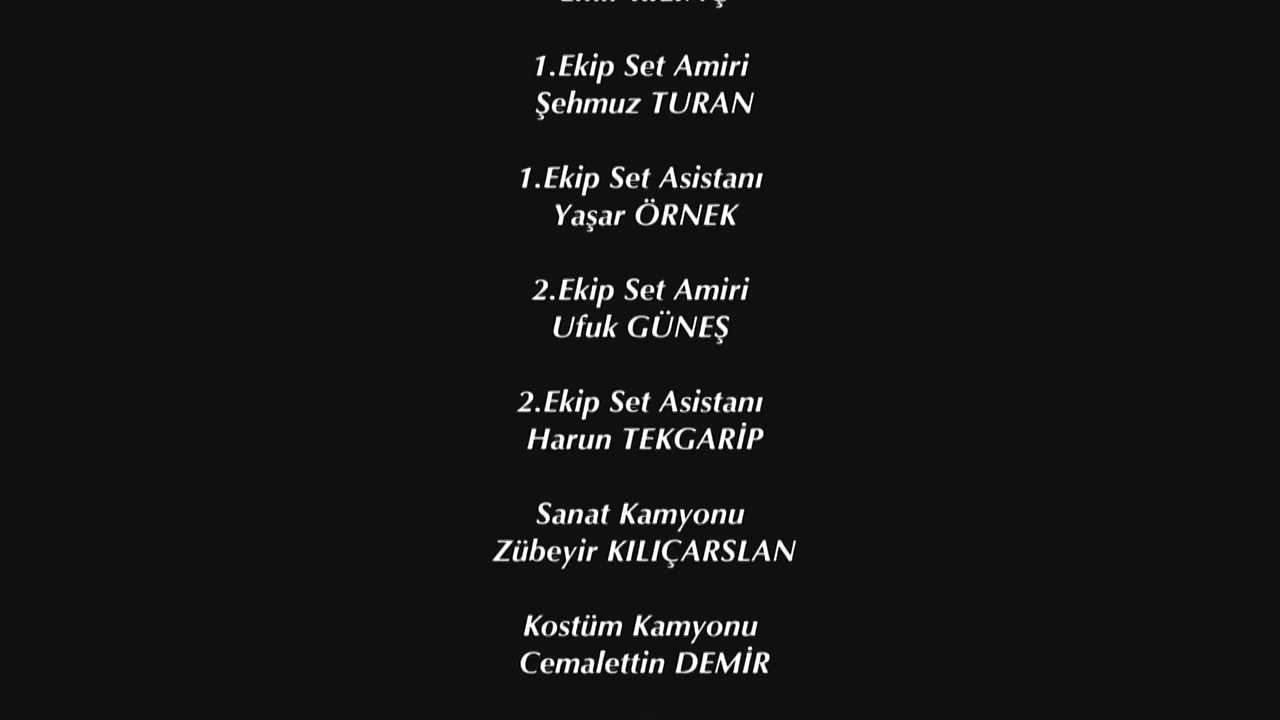 1.Ekip Set Amiri
Şehmuz TURAN
1.Ekip Set Asistanı
Yaşar ÖRNEK
2.Ekip Set Amiri
Ufuk GÜNEŞ
2.Ekip Set Asistanı
Harun TEKGARİP
Sanat Kamyonu
Zübeyir KILIÇARSLAN
Kostüm Kamyonu
Cemalettin DEMİR